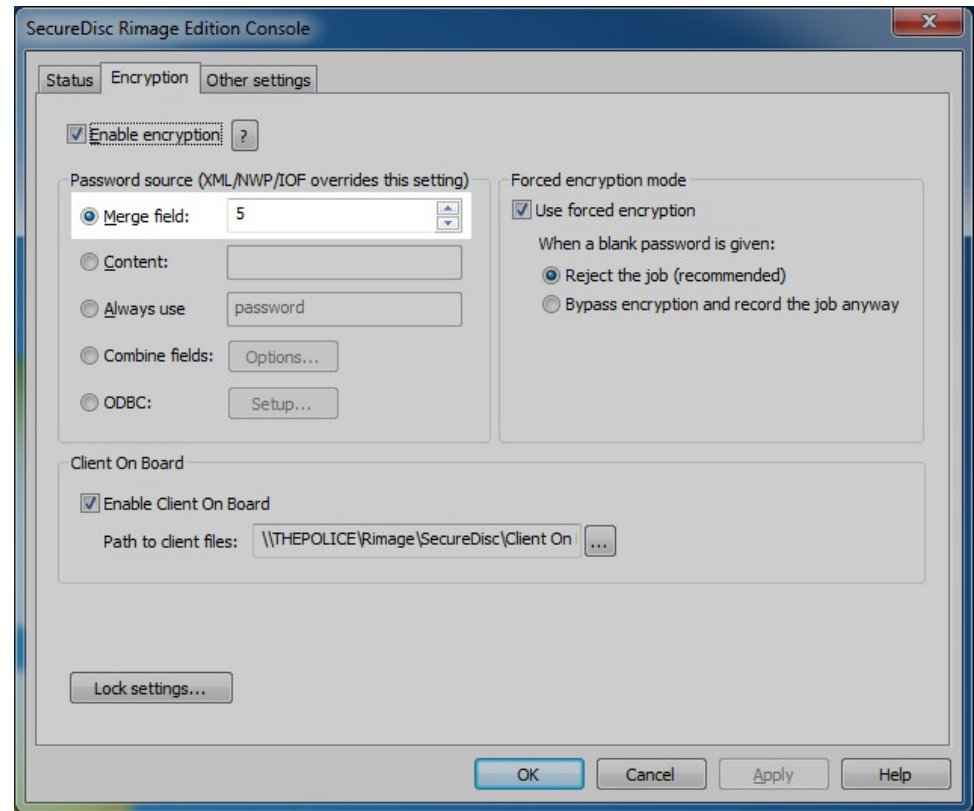 SecureDisc Rimage Edition Console
Status Encryption Other settings
Enable encryption ?
Password source (XML/NWP/IOF overrides this setting)
Merge field: 5
Content:
Always use password
Combine fields: Options...
ODBC: Setup...
Forced encryption mode
Use forced encryption
When a blank password is given:
Reject the job (recommended)
Bypass encryption and record the job anyway
Client On Board
Enable Client On Board
Path to client files: \\THEPOLICE\Rimage\SecureDisc\Client On ...
Lock settings...
OK Cancel Apply Help